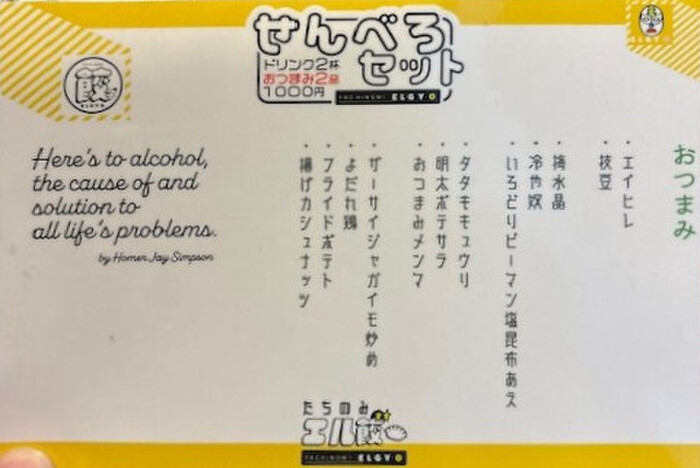 せんべろ
セット
ドリンク2杯
おつまみ2品
1000円
TACHINOMI ELGYO
おつまみ
・エイヒレ
・枝豆
・梅水晶
・冷や奴
・いろどりピーマン塩昆布あえ
・タタキキュウリ
・明太ポテサラ
・おつまみメンマ
・ザーサイジャガイモ炒め
・よだれ鶏
・フライドポテト
・揚げカシュナッツ
Here's to alcohol,
the cause of and
solution to
all life's problems.
by Homer Jay Simpson
たちのみ
エル餃
TACHINOMI ELGYO